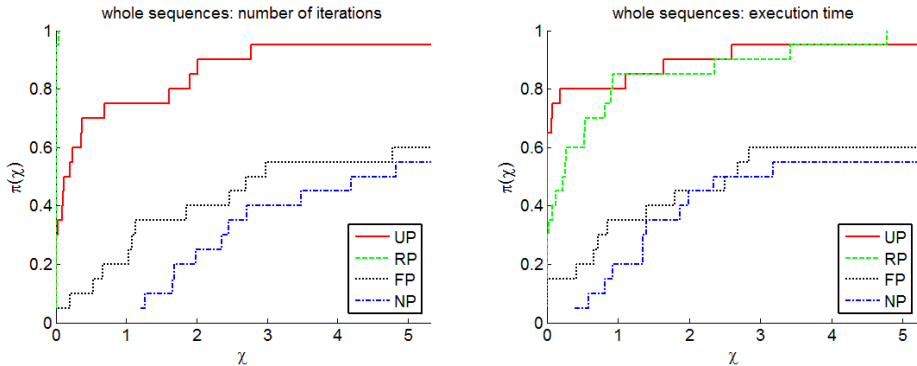 whole sequences: number of iterations
1
0.8
0.6
0.4
0.2
0
π(χ)
0 1 2 3 4 5
χ
UP
RP
FP
NP
whole sequences: execution time
1
0.8
0.6
0.4
0.2
0
π(χ)
0 1 2 3 4 5
χ
UP
RP
FP
NP